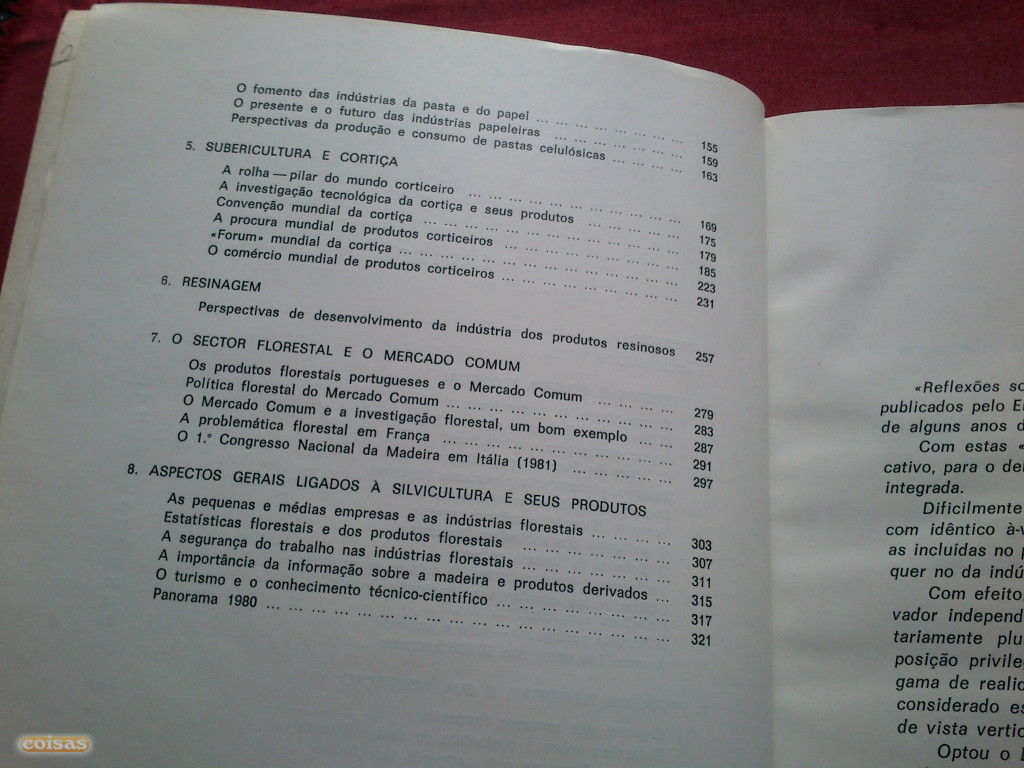 2
O fomento das indústrias da pasta e do papel ... ... ... ... ... ... ... ... 155
O presente e o futuro das indústrias papeleiras ... ... ... ... ... ... ... 159
Perspectivas da produção e consumo de pastas celulósicas ... ... ... ... 163
5. SUBERICULTURA E CORTIÇA
A rolha — pilar do mundo corticeiro ... ... ... ... ... ... ... ... ... ... ... 169
A investigação tecnológica da cortiça e seus produtos ... ... ... ... ... 175
Convenção mundial da cortiça ... ... ... ... ... ... ... ... ... ... ... ... 179
A procura mundial de produtos corticeiros ... ... ... ... ... ... ... ... ... 185
«Forum» mundial da cortiça ... ... ... ... ... ... ... ... ... ... ... ... ... 223
O comércio mundial de produtos corticeiros ... ... ... ... ... ... ... ... ... 231
6. RESINAGEM
Perspectivas de desenvolvimento da indústria dos produtos resinosos 257
7. O SECTOR FLORESTAL E O MERCADO COMUM
Os produtos florestais portugueses e o Mercado Comum ... ... ... ... 279
Política florestal do Mercado Comum ... ... ... ... ... ... ... ... ... ... 283
O Mercado Comum e a investigação florestal, um bom exemplo ... ... 287
A problemática florestal em França ... ... ... ... ... ... ... ... ... ... ... 291
O 1.º Congresso Nacional da Madeira em Itália (1981) ... ... ... ... ... 297
8. ASPECTOS GERAIS LIGADOS À SILVICULTURA E SEUS PRODUTOS
As pequenas e médias empresas e as indústrias florestais ... ... ... ... 303
Estatísticas florestais e dos produtos florestais ... ... ... ... ... ... ... 307
A segurança do trabalho nas indústrias florestais ... ... ... ... ... ... ... 311
A importância da informação sobre a madeira e produtos derivados ... 315
O turismo e o conhecimento técnico-científico ... ... ... ... ... ... ... ... 317
Panorama 1980 ... ... ... ... ... ... ... ... ... ... ... ... ... ... ... ... ... 321
«Reflexões so
publicados pelo E
de alguns anos d
Com estas «
cativo, para o de
integrada.
Dificilmente
com idêntico à-v
as incluídas no p
quer no da indú
Com efeito,
vador independ
tariamente plu
posição privile
gama de realid
considerado es
de vista vertic
Optou o
coisas